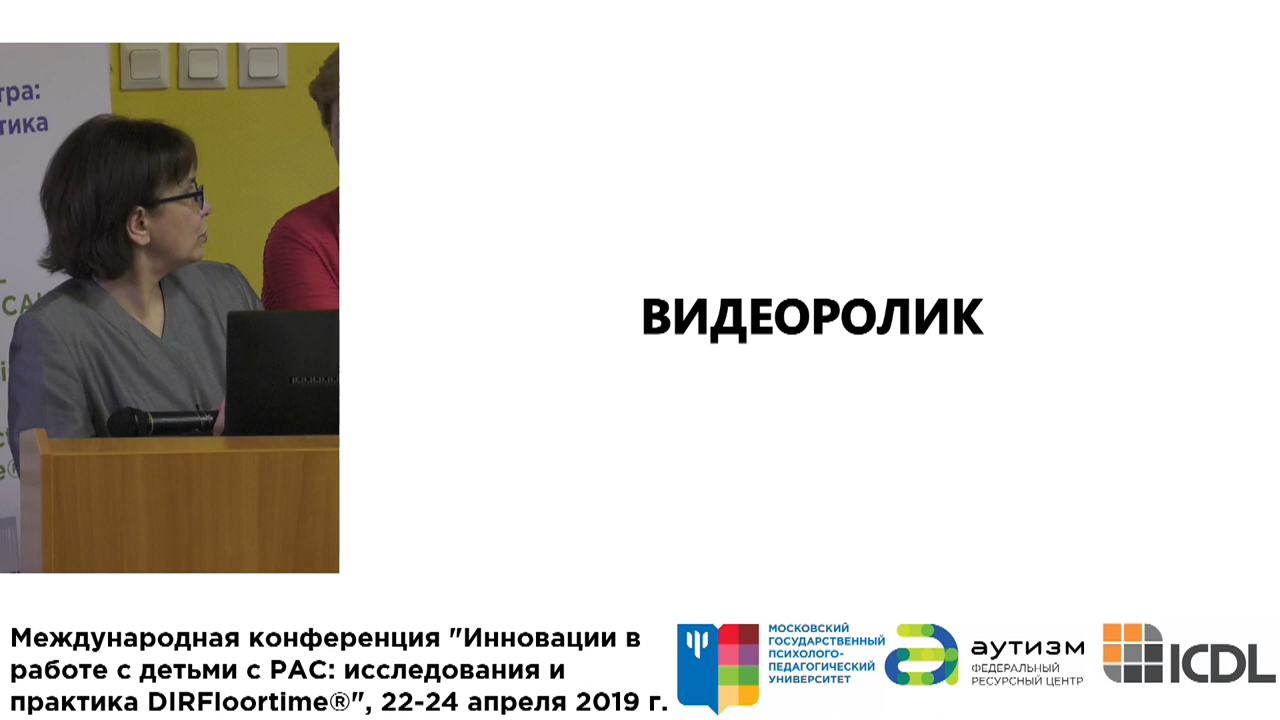 тра:
тика
ВИДЕОРОЛИК
Международная конференция "Инновации в
работе с детьми с РАС: исследования и
практика DIRFloortime®", 22-24 апреля 2019 г.
МОСКОВСКИЙ
ГОСУДАРСТВЕННЫЙ
ПСИХОЛОГО-
ПЕДАГОГИЧЕСКИЙ
УНИВЕРСИТЕТ
аутизм
ФЕДЕРАЛЬНЫЙ
РЕСУРСНЫЙ ЦЕНТР
ICDL